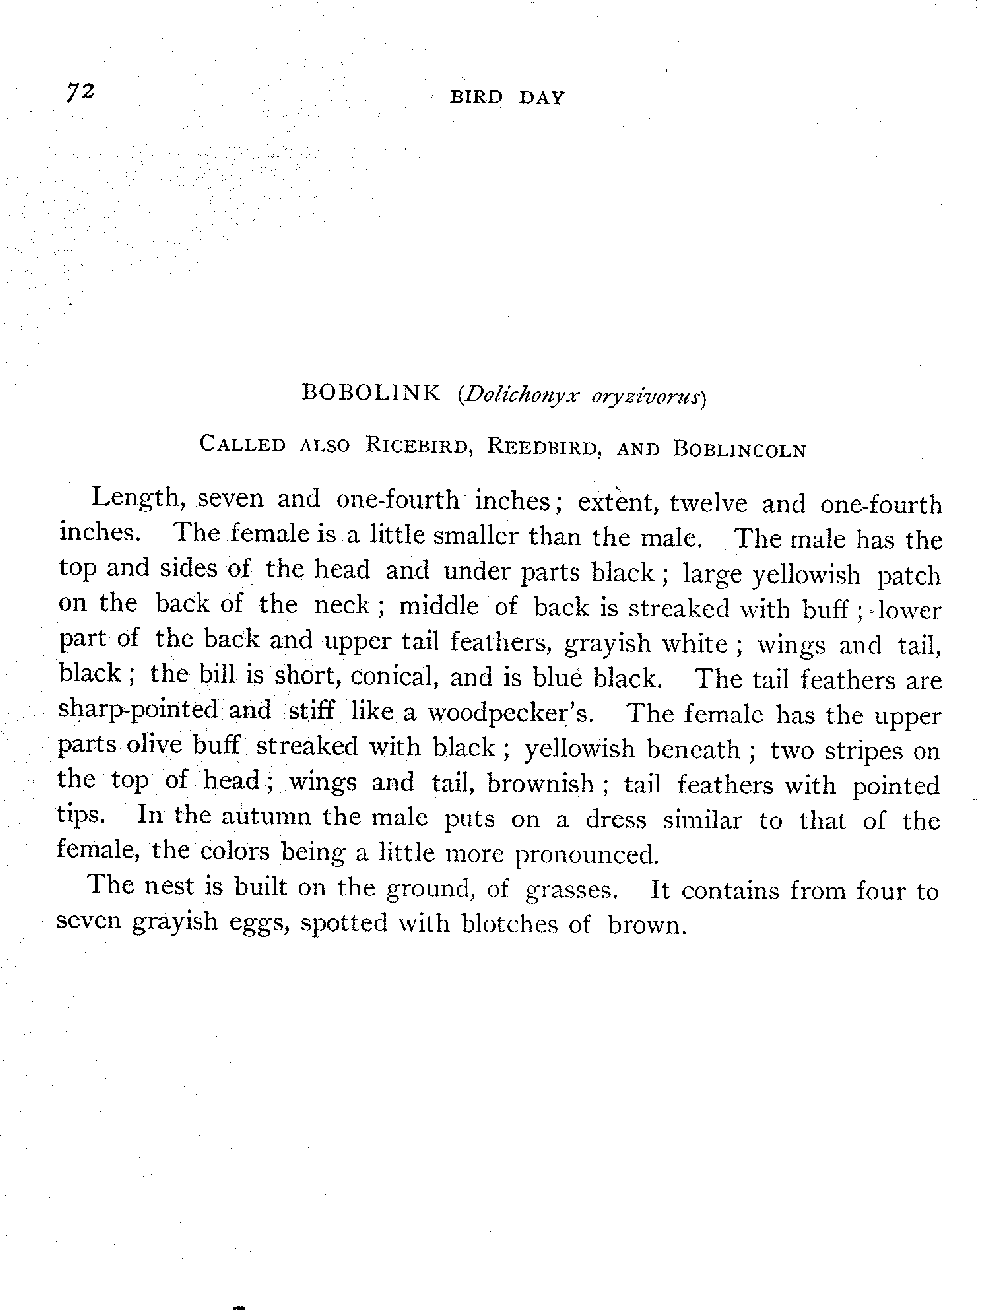 72 BIRD DAY
BOBOLINK (Dolichonyx oryzivorus)
CALLED ALSO RICEBIRD, REEDBIRD, AND BOBLINCOLN
Length, seven and one-fourth inches; extent, twelve and one-fourth
inches. The female is a little smaller than the male. The male has the
top and sides of the head and under parts black; large yellowish patch
on the back of the neck; middle of back is streaked with buff; lower
part of the back and upper tail feathers, grayish white; wings and tail,
black; the bill is short, conical, and is blue black. The tail feathers are
sharp-pointed and stiff like a woodpecker's. The female has the upper
parts olive buff streaked with black; yellowish beneath; two stripes on
the top of head; wings and tail, brownish; tail feathers with pointed
tips. In the autumn the male puts on a dress similar to that of the
female, the colors being a little more pronounced.
The nest is built on the ground, of grasses. It contains from four to
seven grayish eggs, spotted with blotches of brown.